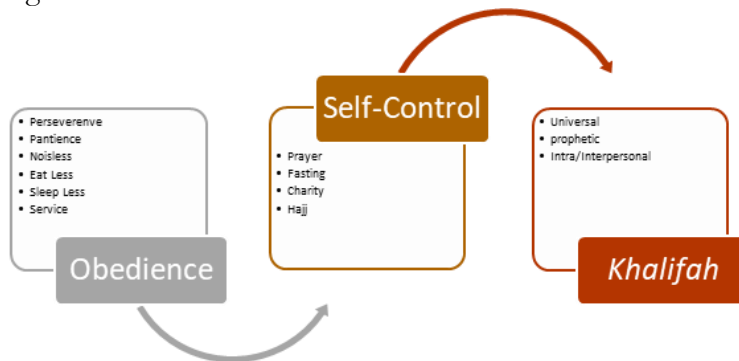 Perseverenve
Pantience
Noisless
Eat Less
Sleep Less
Service
Obedience
Self-Control
Prayer
Fasting
Charity
Hajj
Universal
prophetic
Intra/Interpersonal
Khalifah